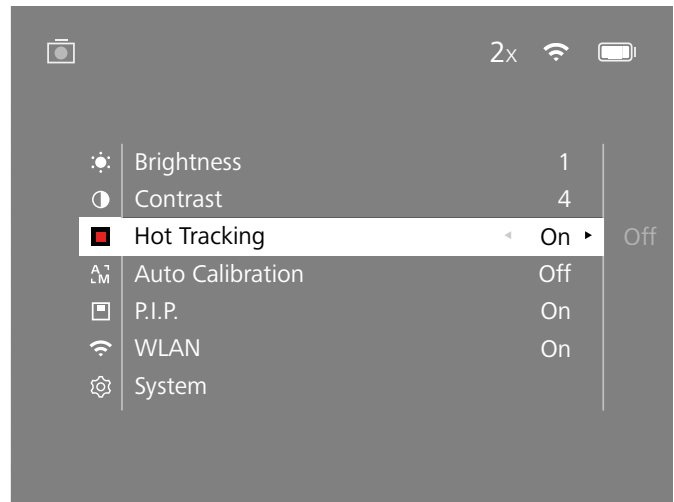 2x
Brightness 1
Contrast 4
Hot Tracking On Off
A M Auto Calibration Off
P.I.P. On
WLAN On
System